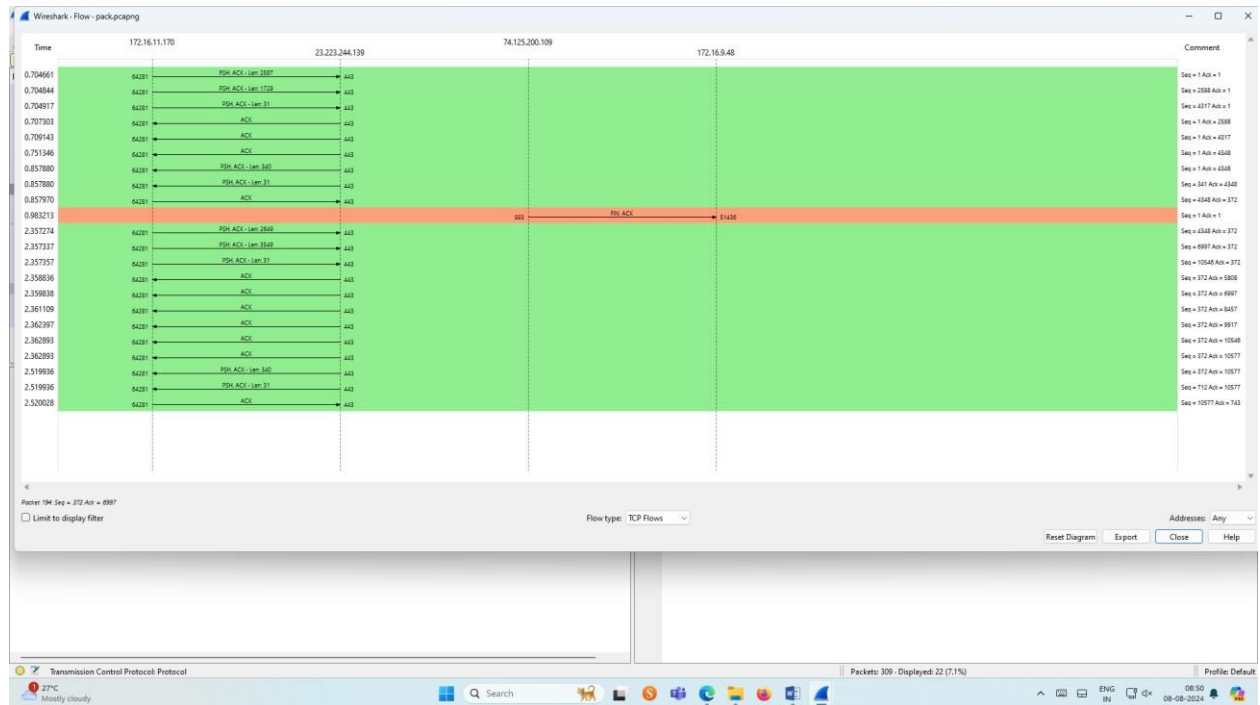 Wireshark · Flow · pack.pcapng
Time 172.16.11.170 23.223.244.139 74.125.200.109 172.16.9.48 Comment
0.704661 64281 PSH, ACK - Len: 2587 443 Seq = 1 Ack = 1
0.704844 64281 PSH, ACK - Len: 1729 443 Seq = 2588 Ack = 1
0.704917 64281 PSH, ACK - Len: 31 443 Seq = 4317 Ack = 1
0.707303 64281 ACK 443 Seq = 1 Ack = 2588
0.709143 64281 ACK 443 Seq = 1 Ack = 4317
0.751346 64281 ACK 443 Seq = 1 Ack = 4348
0.857880 64281 PSH, ACK - Len: 340 443 Seq = 1 Ack = 4348
0.857880 64281 PSH, ACK - Len: 31 443 Seq = 341 Ack = 4348
0.857970 64281 ACK 443 Seq = 4348 Ack = 372
0.983213 993 FIN, ACK 51436 Seq = 1 Ack = 1
2.357274 64281 PSH, ACK - Len: 2649 443 Seq = 4348 Ack = 372
2.357337 64281 PSH, ACK - Len: 3549 443 Seq = 6997 Ack = 372
2.357357 64281 PSH, ACK - Len: 31 443 Seq = 10546 Ack = 372
2.358836 64281 ACK 443 Seq = 372 Ack = 5808
2.359838 64281 ACK 443 Seq = 372 Ack = 6997
2.361109 64281 ACK 443 Seq = 372 Ack = 8457
2.362397 64281 ACK 443 Seq = 372 Ack = 9917
2.362893 64281 ACK 443 Seq = 372 Ack = 10546
2.362893 64281 ACK 443 Seq = 372 Ack = 10577
2.519936 64281 PSH, ACK - Len: 340 443 Seq = 372 Ack = 10577
2.519936 64281 PSH, ACK - Len: 31 443 Seq = 712 Ack = 10577
2.520028 64281 ACK 443 Seq = 10577 Ack = 743
Packet 194: Seq = 372 Ack = 6997
Limit to display filter Flow type: TCP Flows Addresses: Any
Reset Diagram Export Close Help
Transmission Control Protocol: Protocol Packets: 309 · Displayed: 22 (7.1%) Profile: Default
27°C
Mostly cloudy
Search
ENG
IN
08:50
08-08-2024